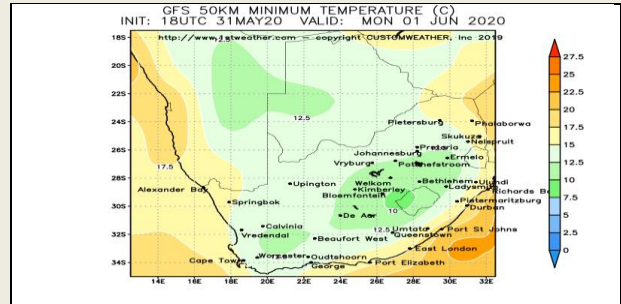 GFS 50KM MINIMUM TEMPERATURE (C)
INIT: 18UTC 31MAY20 VALID: MON 01 JUN 2020
http://www.1stweather.com — copyright CUSTOMWEATHER, Inc 2019
18S
20S
22S
24S
26S
28S
30S
32S
34S
14E 16E 18E 20E 22E 24E 26E 28E 30E 32E
27.5
25
22.5
20
17.5
15
12.5
10
7.5
5
2.5
0
12.5
Pietersburg
Phalaborwa
Skukuza
Nelspruit
Pretoria
Johannesburg
Ermelo
Vryburg
Potchefstroom
17.5
Alexander Bay
Upington
Welkom
Kimberley
Bethlehem
Ulundi
Ladysmith
Richards B
Bloemfontein
Springbok
10
Pietermaritzburg
Durban
De Aar
Calvinia
12.5
Umtata
Port St Johns
Vredendal
Beaufort West
Queenstown
East London
Worcester
Oudtshoorn
Cape Town
George
Port Elizabeth